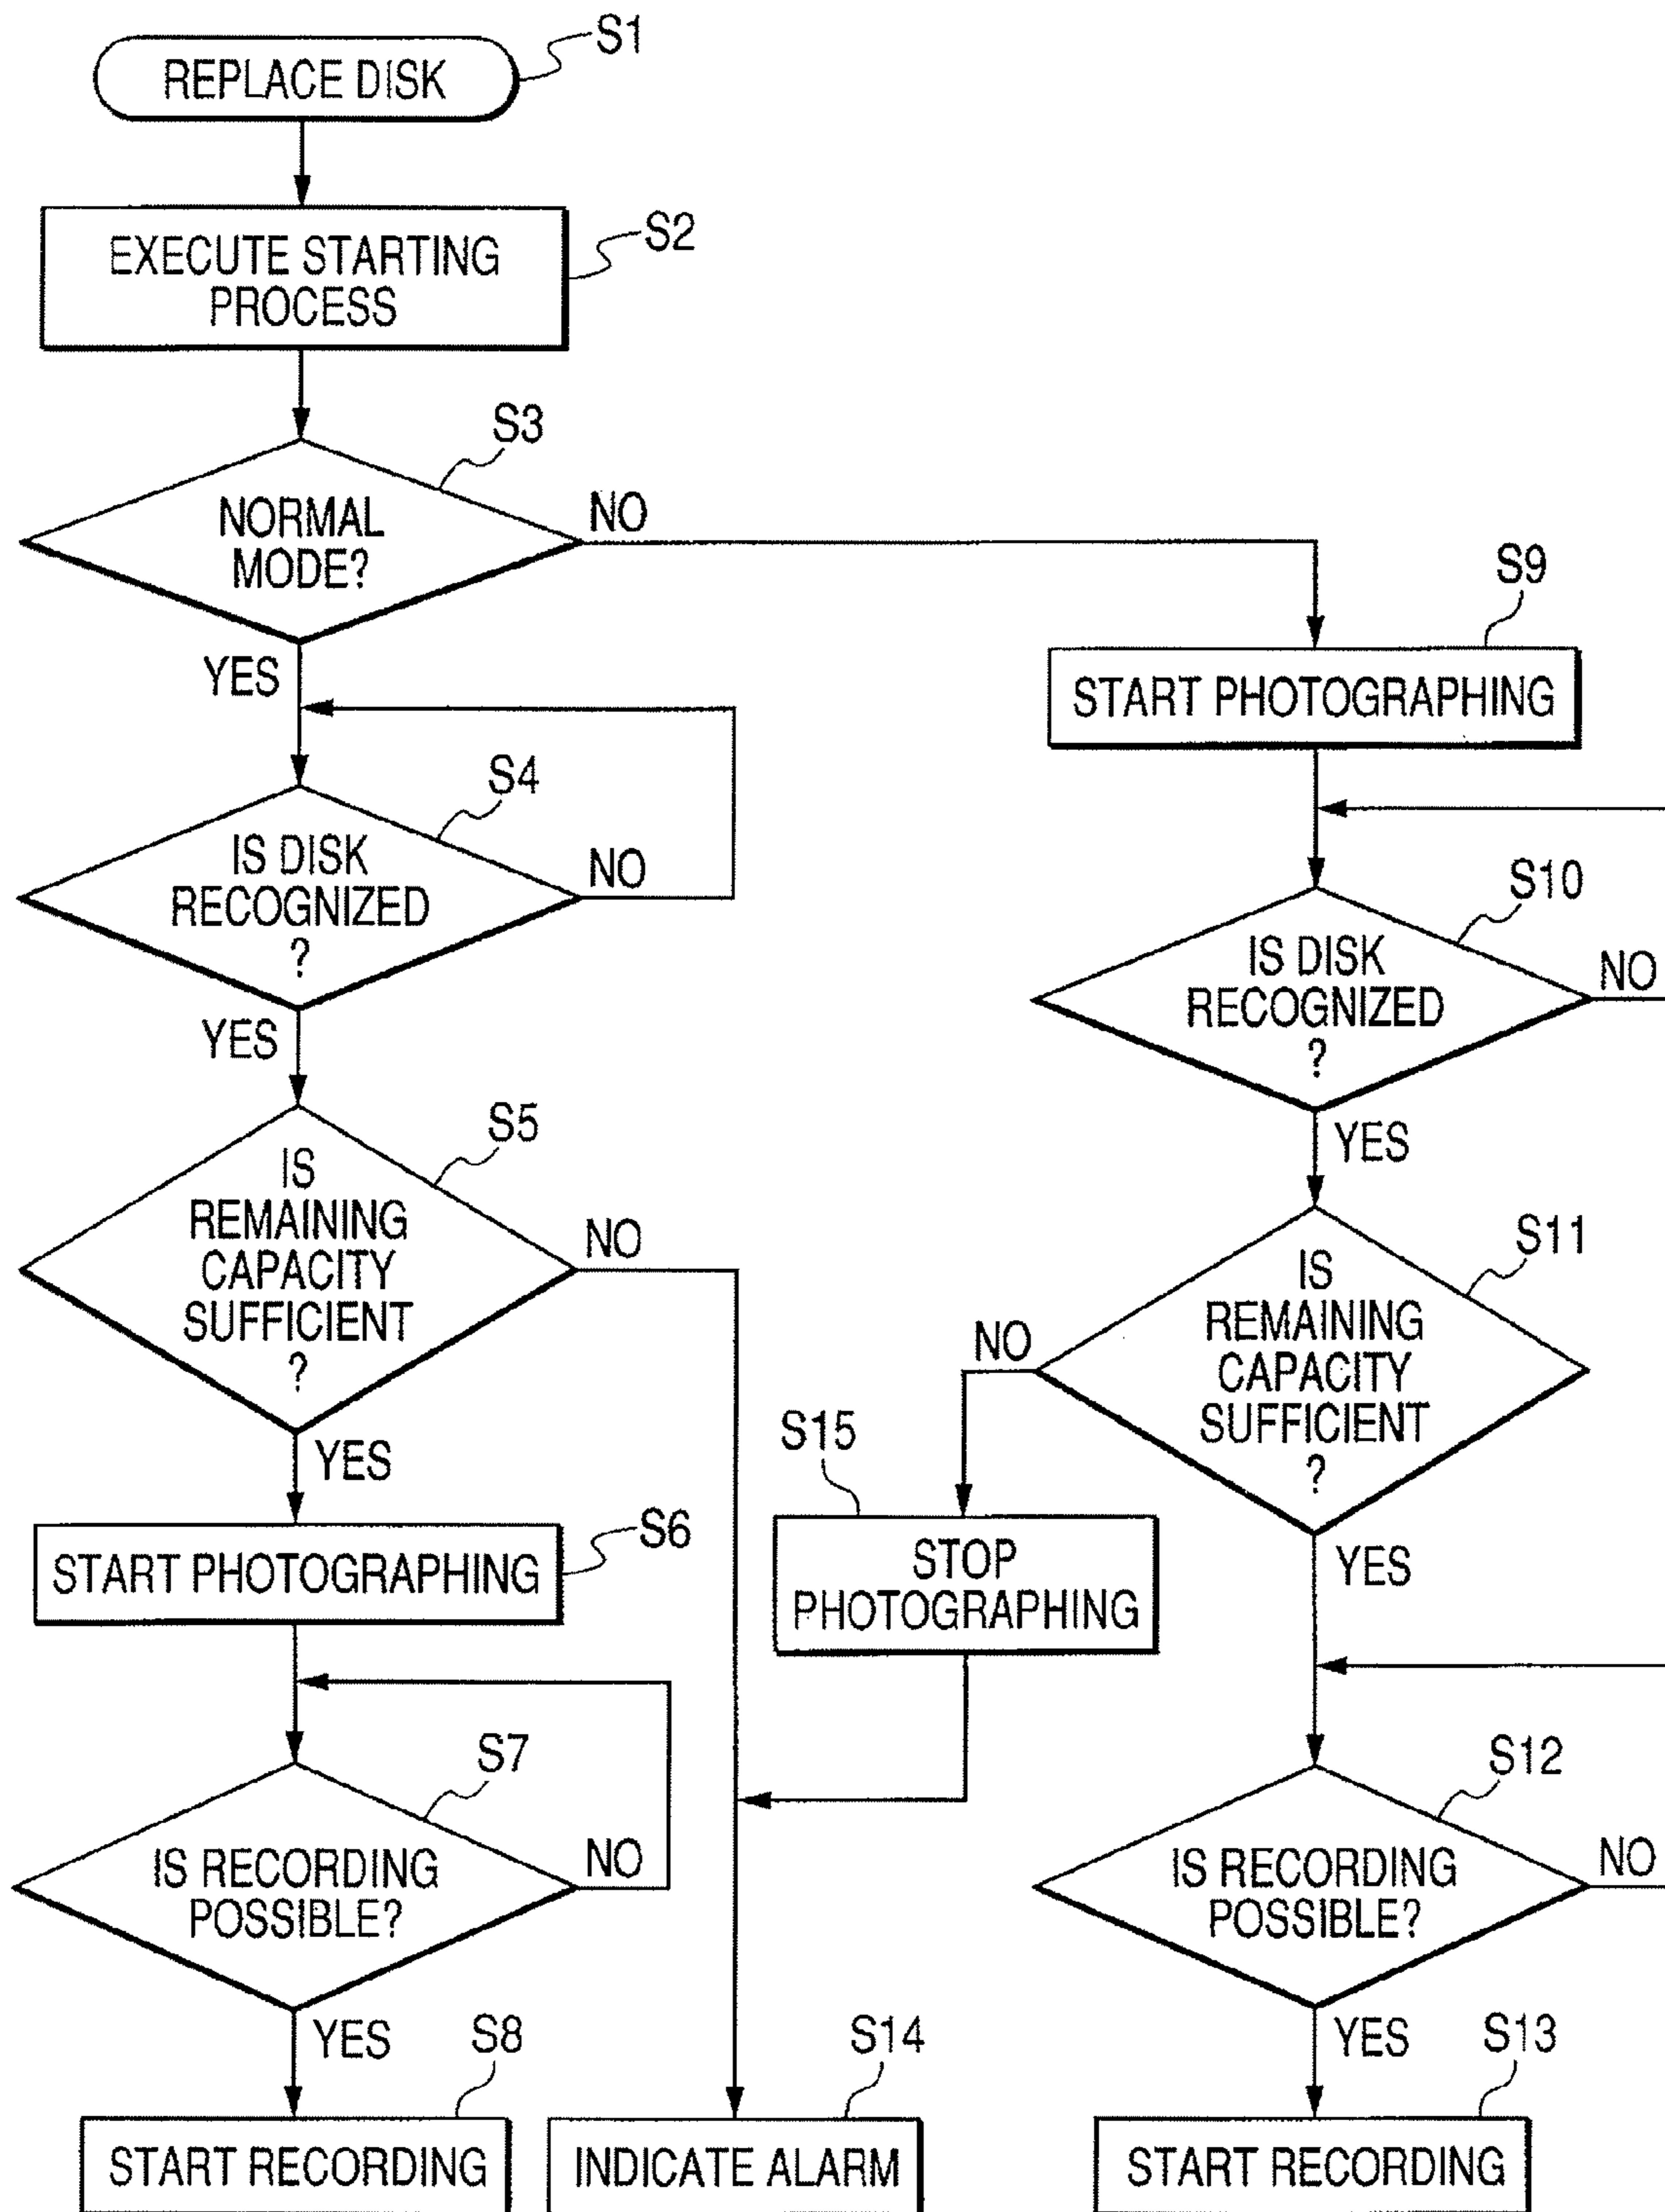 S1
REPLACE DISK
S2
EXECUTE STARTING
PROCESS
S3
NORMAL
MODE?
NO
YES
S4
IS DISK
RECOGNIZED
?
NO
YES
S5
IS
REMAINING
CAPACITY
SUFFICIENT
?
NO
YES
S6
START PHOTOGRAPHING
S7
IS RECORDING
POSSIBLE?
NO
YES
S8
START RECORDING
S9
START PHOTOGRAPHING
S10
IS DISK
RECOGNIZED
?
NO
YES
S11
IS
REMAINING
CAPACITY
SUFFICIENT
?
NO
YES
S15
STOP
PHOTOGRAPHING
S12
IS RECORDING
POSSIBLE?
NO
YES
S14
INDICATE ALARM
S13
START RECORDING